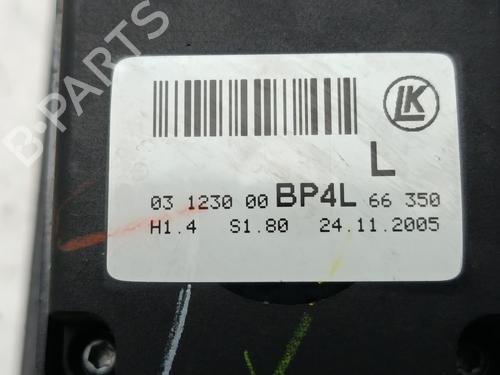 B-PARTS
LK
L
03 1230 00 BP4L 66 350
H1.4 S1.80 24.11.2005